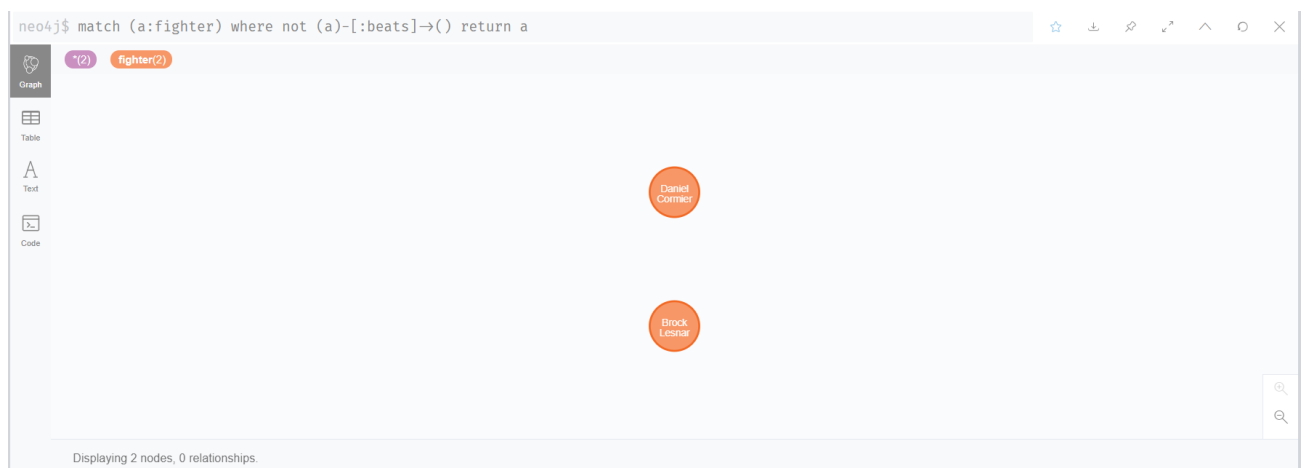 neo4j$ match (a:fighter) where not (a)-[:beats]→() return a
*(2) fighter(2)
Graph
Table
A
Text
Code
Daniel
Cormier
Brock
Lesnar
Displaying 2 nodes, 0 relationships.